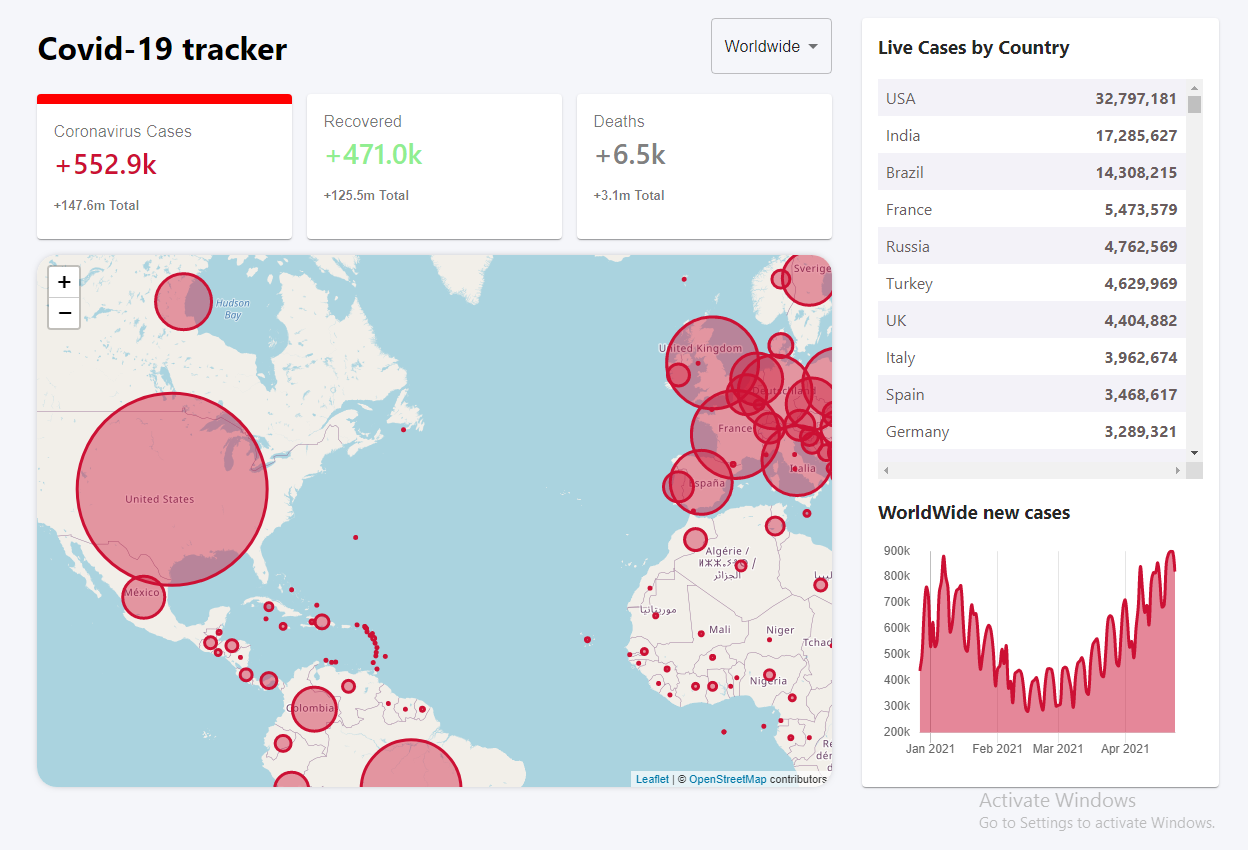 Covid-19 tracker
Worldwide
Coronavirus Cases
+552.9k
+147.6m Total
Recovered
+471.0k
+125.5m Total
Deaths
+6.5k
+3.1m Total
+
−
Hudson
Bay
Sverige
United Kingdom
Deutschland
France
Italia
España
United States
México
Algérie /
الجزائر
ليبيا
موريتانيا
Mali
Niger
Tchad
Nigeria
Colombia
Ré
dém
d
Leaflet | © OpenStreetMap contributors
Live Cases by Country
USA 32,797,181
India 17,285,627
Brazil 14,308,215
France 5,473,579
Russia 4,762,569
Turkey 4,629,969
UK 4,404,882
Italy 3,962,674
Spain 3,468,617
Germany 3,289,321
WorldWide new cases
900k
800k
700k
600k
500k
400k
300k
200k
Jan 2021 Feb 2021 Mar 2021 Apr 2021
Activate Windows
Go to Settings to activate Windows.